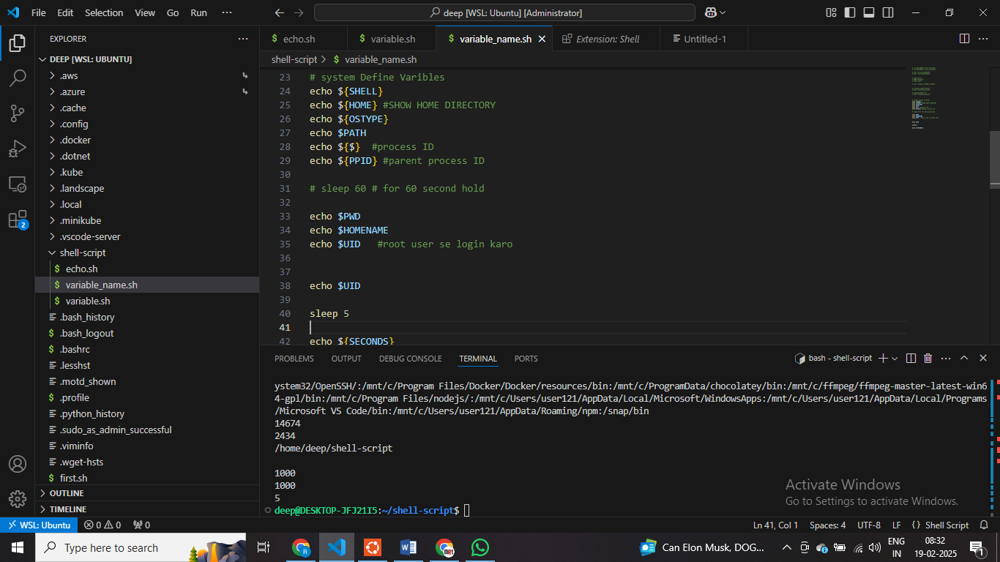 File Edit Selection View Go Run ··· deep [WSL: Ubuntu] [Administrator]
EXPLORER ···
DEEP [WSL: UBUNTU]
.aws
.azure
.cache
.config
.docker
.dotnet
.kube
.landscape
.local
.minikube
.vscode-server
shell-script
$ echo.sh
$ variable_name.sh
$ variable.sh
.bash_history
$ .bash_logout
$ .bashrc
.lesshst
.motd_shown
$ .profile
.python_history
.sudo_as_admin_successful
.viminfo
.wget-hsts
$ first.sh
OUTLINE
TIMELINE
2
$ echo.sh $ variable.sh $ variable_name.sh Extension: Shell Untitled-1
shell-script > $ variable_name.sh
23 # system Define Varibles
24 echo ${SHELL}
25 echo ${HOME} #SHOW HOME DIRECTORY
26 echo ${OSTYPE}
27 echo $PATH
28 echo ${$}  #process ID
29 echo ${PPID} #parent process ID
30
31 # sleep 60 # for 60 second hold
32
33 echo $PWD
34 echo $HOMENAME
35 echo $UID   #root user se login karo
36
37
38 echo $UID
39
40 sleep 5
41
42 echo ${SECONDS}
PROBLEMS OUTPUT DEBUG CONSOLE TERMINAL PORTS bash - shell-script
ystem32/OpenSSH/:/mnt/c/Program Files/Docker/Docker/resources/bin:/mnt/c/ProgramData/chocolatey/bin:/mnt/c/ffmpeg/ffmpeg-master-latest-win6
4-gpl/bin:/mnt/c/Program Files/nodejs/:/mnt/c/Users/user121/AppData/Local/Microsoft/WindowsApps:/mnt/c/Users/user121/AppData/Local/Programs
/Microsoft VS Code/bin:/mnt/c/Users/user121/AppData/Roaming/npm:/snap/bin
14674
2434
/home/deep/shell-script
1000
1000
5
deep@DESKTOP-JFJ21I5:~/shell-script$
Activate Windows
Go to Settings to activate Windows.
WSL: Ubuntu 0 0 0 Ln 41, Col 1 Spaces: 4 UTF-8 LF {} Shell Script
Type here to search Can Elon Musk, DOG... ENG IN 08:32 19-02-2025 1